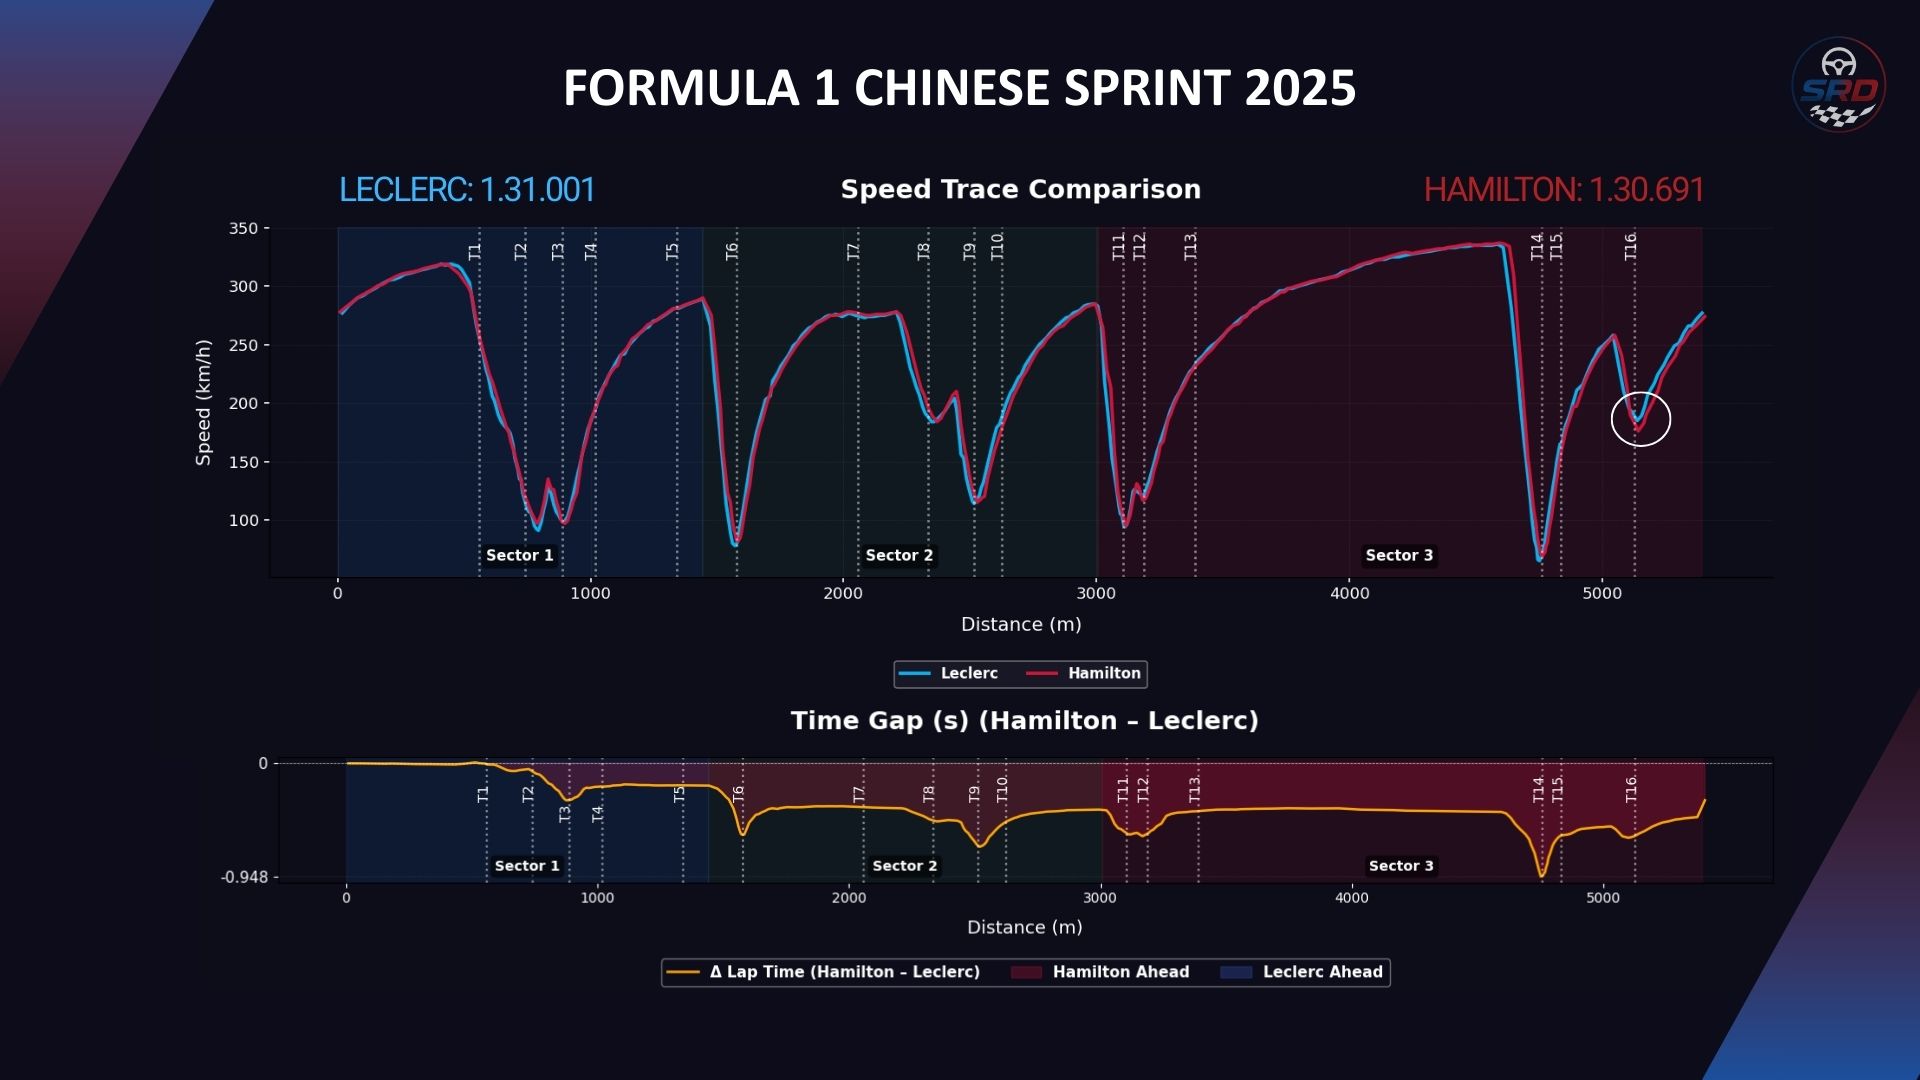 FORMULA 1 CHINESE SPRINT 2025
SRD
LECLERC: 1.31.001
Speed Trace Comparison
HAMILTON: 1.30.691
Speed (km/h)
350
300
250
200
150
100
T1
T2
T3
T4
T5
T6
T7
T8
T9
T10
T11
T12
T13
T14
T15
T16
Sector 1
Sector 2
Sector 3
0
1000
2000
3000
4000
5000
Distance (m)
Leclerc
Hamilton
Time Gap (s) (Hamilton – Leclerc)
0
-0.948
T1
T2
T3
T4
T5
T6
T7
T8
T9
T10
T11
T12
T13
T14
T15
T16
Sector 1
Sector 2
Sector 3
0
1000
2000
3000
4000
5000
Distance (m)
Δ Lap Time (Hamilton – Leclerc)
Hamilton Ahead
Leclerc Ahead